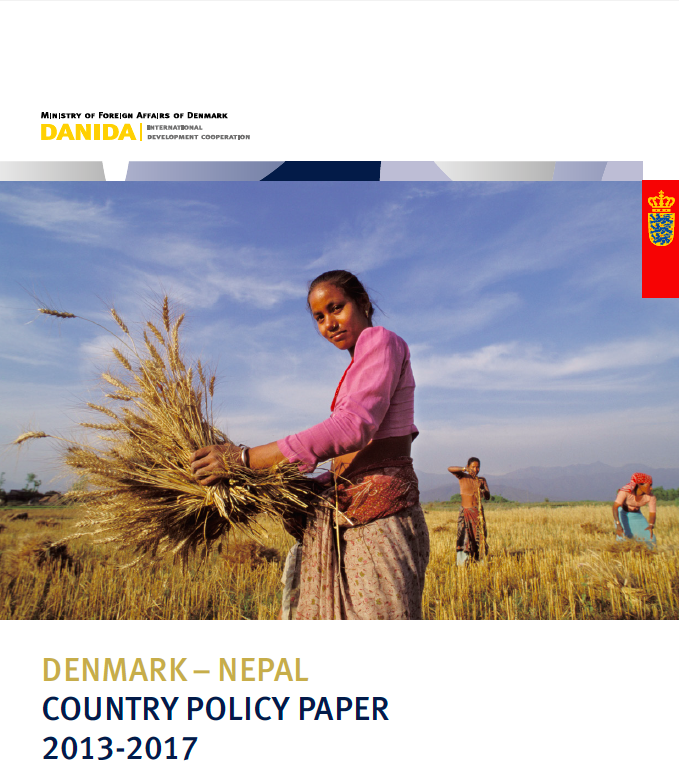 MINISTRY OF FOREIGN AFFAIRS OF DENMARK
DANIDA
INTERNATIONAL
DEVELOPMENT COOPERATION
DENMARK – NEPAL
COUNTRY POLICY PAPER
2013-2017